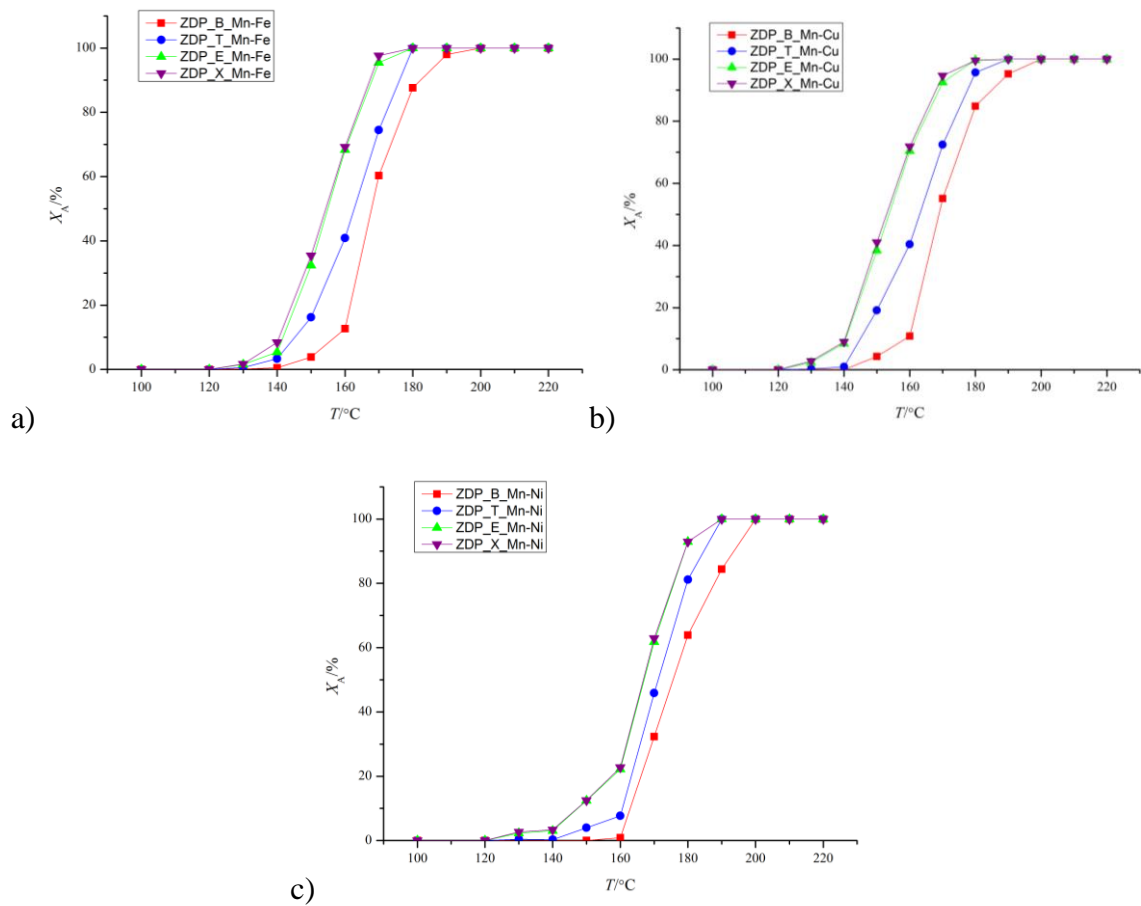 ZDP_B_Mn-Fe
ZDP_T_Mn-Fe
ZDP_E_Mn-Fe
ZDP_X_Mn-Fe
100
80
60
40
20
0
X_A/%
100 120 140 160 180 200 220
T/°C
a)
ZDP_B_Mn-Cu
ZDP_T_Mn-Cu
ZDP_E_Mn-Cu
ZDP_X_Mn-Cu
100
80
60
40
20
0
X_A/%
100 120 140 160 180 200 220
T/°C
b)
ZDP_B_Mn-Ni
ZDP_T_Mn-Ni
ZDP_E_Mn-Ni
ZDP_X_Mn-Ni
100
80
60
40
20
0
X_A/%
100 120 140 160 180 200 220
T/°C
c)